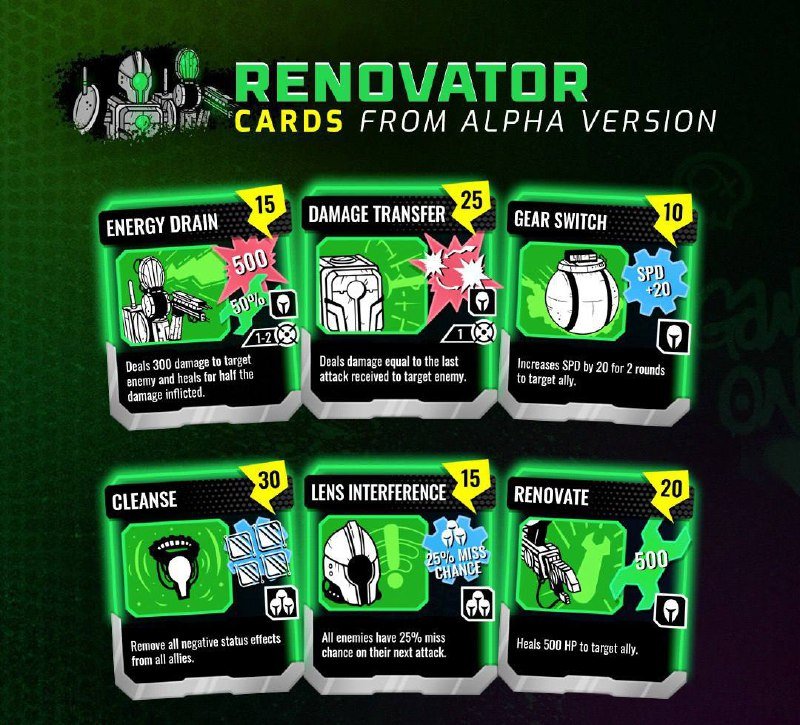 RENOVATOR
CARDS FROM ALPHA VERSION
ENERGY DRAIN
15
500
50%
1-2
Deals 300 damage to target
enemy and heals for half the
damage inflicted.
DAMAGE TRANSFER
25
1
Deals damage equal to the last
attack received to target enemy.
GEAR SWITCH
10
SPD
+20
Increases SPD by 20 for 2 rounds
to target ally.
CLEANSE
30
Remove all negative status effects
from all allies.
LENS INTERFERENCE
15
25% MISS
CHANCE
All enemies have 25% miss
chance on their next attack.
RENOVATE
20
500
Heals 500 HP to target ally.
GAME
ON